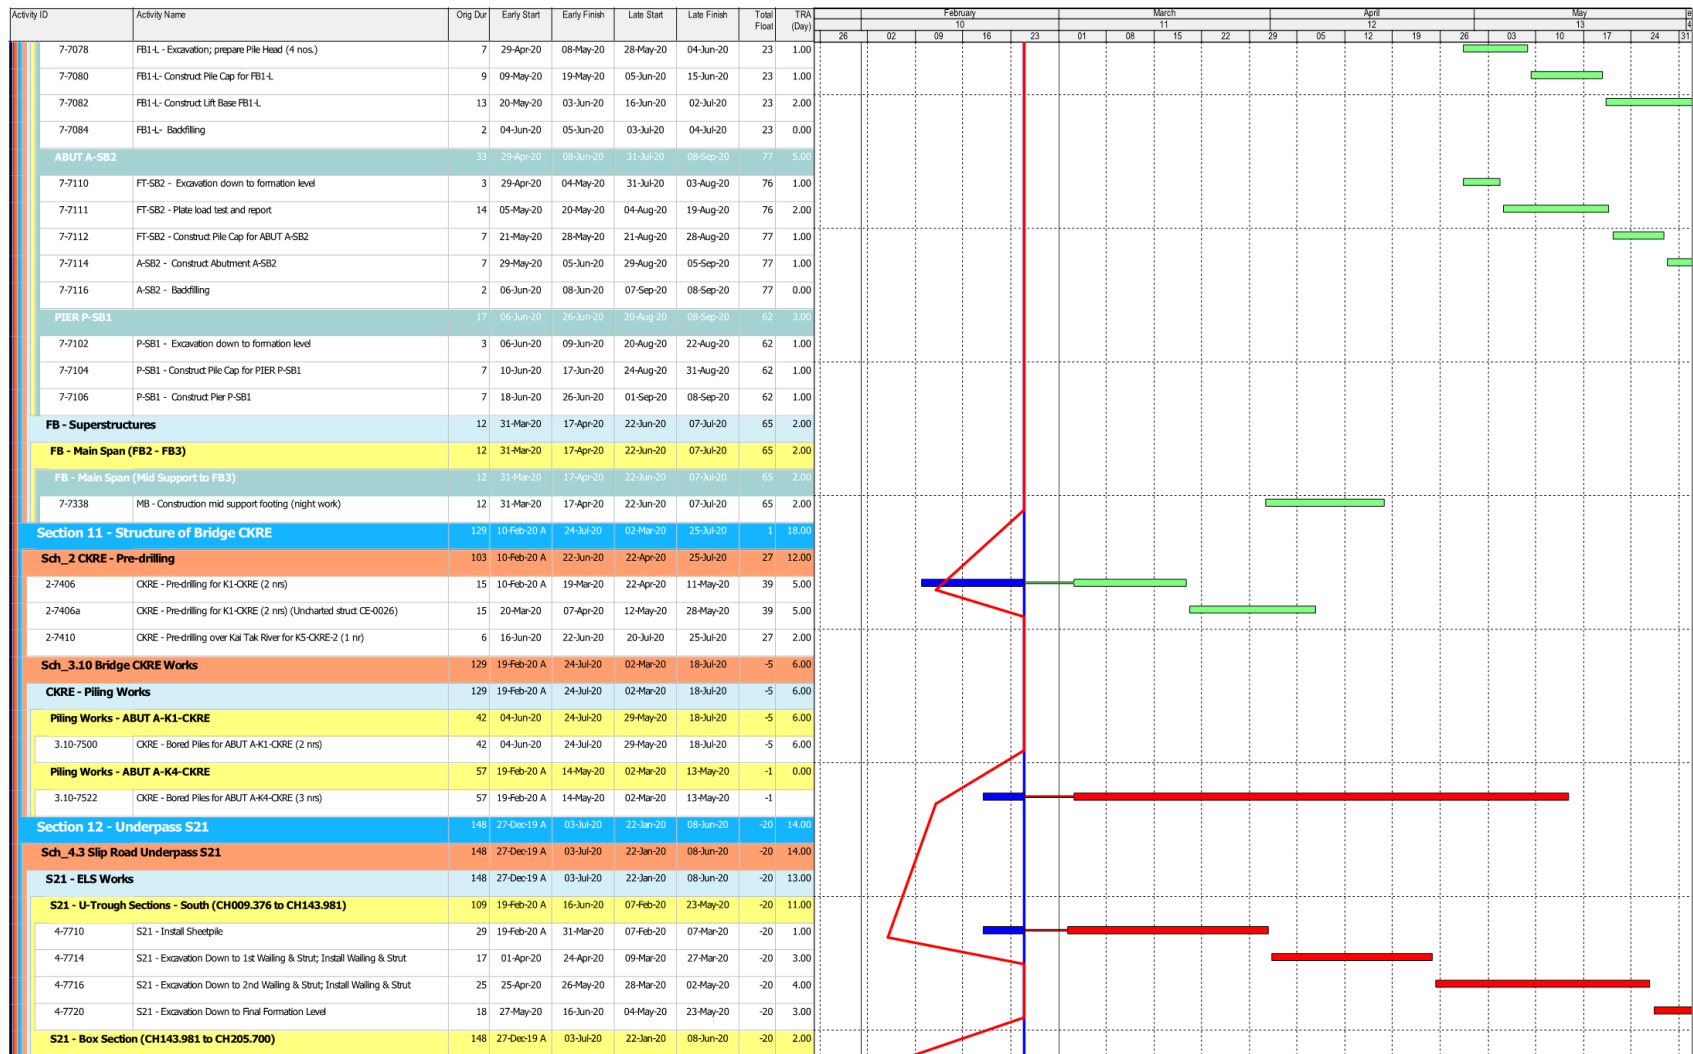 Activity ID Activity Name Orig Dur Early Start Early Finish Late Start Late Finish Total Float TRA (Day)
February March April May e
10 11 12 13 4
26 02 09 16 23 01 08 15 22 29 05 12 19 26 03 10 17 24 31
7-7078 FB1-L - Excavation; prepare Pile Head (4 nos.) 7 29-Apr-20 08-May-20 28-May-20 04-Jun-20 23 1.00
7-7080 FB1-L- Construct Pile Cap for FB1-L 9 09-May-20 19-May-20 05-Jun-20 15-Jun-20 23 1.00
7-7082 FB1-L- Construct Lift Base FB1-L 13 20-May-20 03-Jun-20 16-Jun-20 02-Jul-20 23 2.00
7-7084 FB1-L- Backfilling 2 04-Jun-20 05-Jun-20 03-Jul-20 04-Jul-20 23 0.00
ABUT A-SB2 33 29-Apr-20 08-Jun-20 31-Jul-20 08-Sep-20 77 5.00
7-7110 FT-SB2 - Excavation down to formation level 3 29-Apr-20 04-May-20 31-Jul-20 03-Aug-20 76 1.00
7-7111 FT-SB2 - Plate load test and report 14 05-May-20 20-May-20 04-Aug-20 19-Aug-20 76 2.00
7-7112 FT-SB2 - Construct Pile Cap for ABUT A-SB2 7 21-May-20 28-May-20 21-Aug-20 28-Aug-20 77 1.00
7-7114 A-SB2 - Construct Abutment A-SB2 7 29-May-20 05-Jun-20 29-Aug-20 05-Sep-20 77 1.00
7-7116 A-SB2 - Backfilling 2 06-Jun-20 08-Jun-20 07-Sep-20 08-Sep-20 77 0.00
PIER P-SB1 17 06-Jun-20 26-Jun-20 20-Aug-20 08-Sep-20 62 3.00
7-7102 P-SB1 - Excavation down to formation level 3 06-Jun-20 09-Jun-20 20-Aug-20 22-Aug-20 62 1.00
7-7104 P-SB1 - Construct Pile Cap for PIER P-SB1 7 10-Jun-20 17-Jun-20 24-Aug-20 31-Aug-20 62 1.00
7-7106 P-SB1 - Construct Pier P-SB1 7 18-Jun-20 26-Jun-20 01-Sep-20 08-Sep-20 62 1.00
FB - Superstructures 12 31-Mar-20 17-Apr-20 22-Jun-20 07-Jul-20 65 2.00
FB - Main Span (FB2 - FB3) 12 31-Mar-20 17-Apr-20 22-Jun-20 07-Jul-20 65 2.00
FB - Main Span (Mid Support to FB3) 12 31-Mar-20 17-Apr-20 22-Jun-20 07-Jul-20 65 2.00
7-7338 MB - Construction mid support footing (night work) 12 31-Mar-20 17-Apr-20 22-Jun-20 07-Jul-20 65 2.00
Section 11 - Structure of Bridge CKRE 129 10-Feb-20 A 24-Jul-20 02-Mar-20 25-Jul-20 1 18.00
Sch_2 CKRE - Pre-drilling 103 10-Feb-20 A 22-Jun-20 22-Apr-20 25-Jul-20 27 12.00
2-7406 CKRE - Pre-drilling for K1-CKRE (2 nrs) 15 10-Feb-20 A 19-Mar-20 22-Apr-20 11-May-20 39 5.00
2-7406a CKRE - Pre-drilling for K1-CKRE (2 nrs) (Uncharted struct CE-0026) 15 20-Mar-20 07-Apr-20 12-May-20 28-May-20 39 5.00
2-7410 CKRE - Pre-drilling over Kai Tak River for K5-CKRE-2 (1 nr) 6 16-Jun-20 22-Jun-20 20-Jul-20 25-Jul-20 27 2.00
Sch_3.10 Bridge CKRE Works 129 19-Feb-20 A 24-Jul-20 02-Mar-20 18-Jul-20 -5 6.00
CKRE - Piling Works 129 19-Feb-20 A 24-Jul-20 02-Mar-20 18-Jul-20 -5 6.00
Piling Works - ABUT A-K1-CKRE 42 04-Jun-20 24-Jul-20 29-May-20 18-Jul-20 -5 6.00
3.10-7500 CKRE - Bored Piles for ABUT A-K1-CKRE (2 nrs) 42 04-Jun-20 24-Jul-20 29-May-20 18-Jul-20 -5 6.00
Piling Works - ABUT A-K4-CKRE 57 19-Feb-20 A 14-May-20 02-Mar-20 13-May-20 -1 0.00
3.10-7522 CKRE - Bored Piles for ABUT A-K4-CKRE (3 nrs) 57 19-Feb-20 A 14-May-20 02-Mar-20 13-May-20 -1
Section 12 - Underpass S21 148 27-Dec-19 A 03-Jul-20 22-Jan-20 08-Jun-20 -20 14.00
Sch_4.3 Slip Road Underpass S21 148 27-Dec-19 A 03-Jul-20 22-Jan-20 08-Jun-20 -20 14.00
S21 - ELS Works 148 27-Dec-19 A 03-Jul-20 22-Jan-20 08-Jun-20 -20 13.00
S21 - U-Trough Sections - South (CH009.376 to CH143.981) 109 19-Feb-20 A 16-Jun-20 07-Feb-20 23-May-20 -20 11.00
4-7710 S21 - Install Sheetpile 29 19-Feb-20 A 31-Mar-20 07-Feb-20 07-Mar-20 -20 1.00
4-7714 S21 - Excavation Down to 1st Wailing & Strut; Install Wailing & Strut 17 01-Apr-20 24-Apr-20 09-Mar-20 27-Mar-20 -20 3.00
4-7716 S21 - Excavation Down to 2nd Wailing & Strut; Install Wailing & Strut 25 25-Apr-20 26-May-20 28-Mar-20 02-May-20 -20 4.00
4-7720 S21 - Excavation Down to Final Formation Level 18 27-May-20 16-Jun-20 04-May-20 23-May-20 -20 3.00
S21 - Box Section (CH143.981 to CH205.700) 148 27-Dec-19 A 03-Jul-20 22-Jan-20 08-Jun-20 -20 2.00